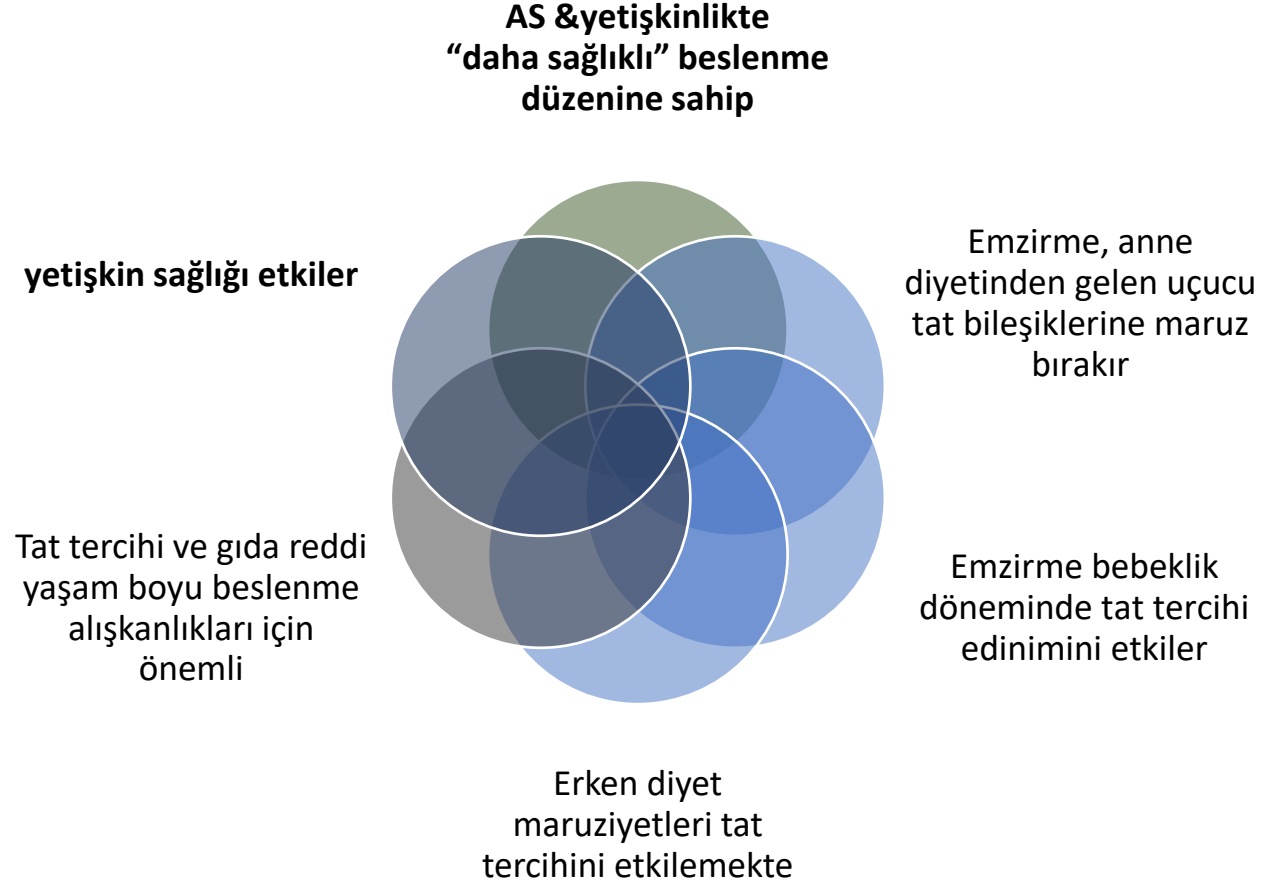 AS &yetişkinlikte
“daha sağlıklı” beslenme
düzenine sahip
Emzirme, anne
diyetinden gelen uçucu
tat bileşiklerine maruz
bırakır
Emzirme bebeklik
döneminde tat tercihi
edinimini etkiler
Erken diyet
maruziyetleri tat
tercihini etkilemekte
Tat tercihi ve gıda reddi
yaşam boyu beslenme
alışkanlıkları için
önemli
yetişkin sağlığı etkiler